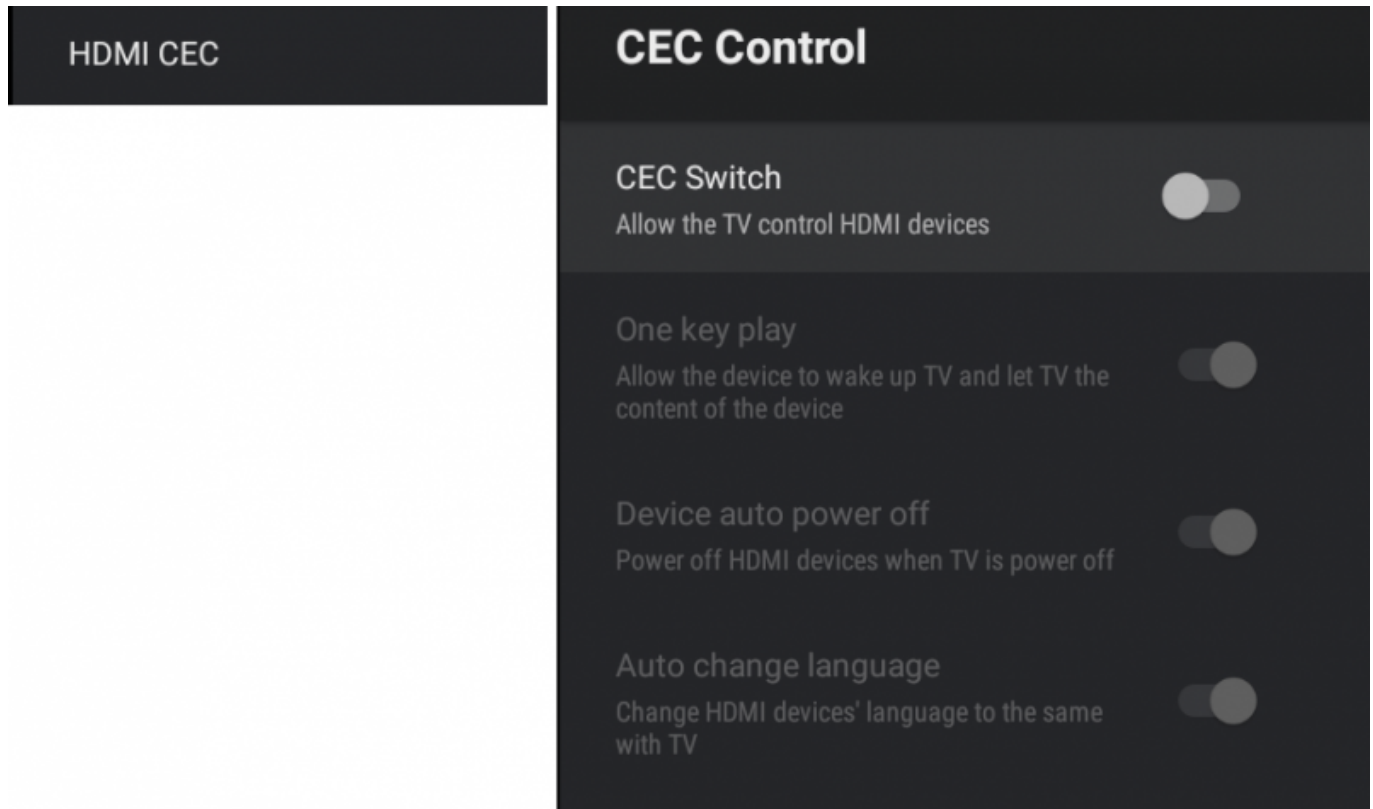 HDMI CEC
CEC Control
CEC Switch
Allow the TV control HDMI devices
One key play
Allow the device to wake up TV and let TV the
content of the device
Device auto power off
Power off HDMI devices when TV is power off
Auto change language
Change HDMI devices' language to the same
with TV